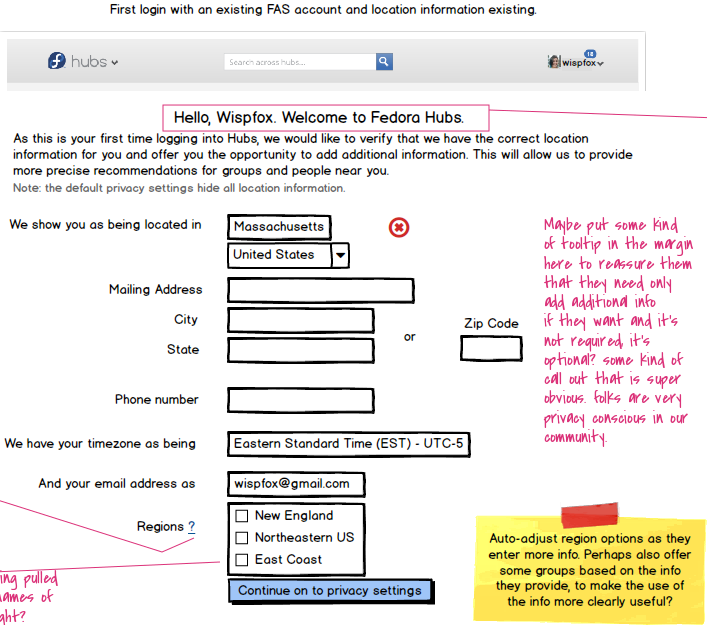 First login with an existing FAS account and location information existing.
hubs
Search across hubs...
18
wispfox
Hello, Wispfox. Welcome to Fedora Hubs.
As this is your first time logging into Hubs, we would like to verify that we have the correct location
information for you and offer you the opportunity to add additional information. This will allow us to provide
more precise recommendations for groups and people near you.
Note: the default privacy settings hide all location information.
We show you as being located in
Massachusetts
United States
Mailing Address
City
State
or
Zip Code
Phone number
We have your timezone as being
Eastern Standard Time (EST) - UTC-5
And your email address as
wispfox@gmail.com
Regions ?
New England
Northeastern US
East Coast
Continue on to privacy settings
Maybe put some kind
of tooltip in the margin
here to reassure them
that they need only
add additional info
if they want and it's
not required, it's
optional? some kind of
call out that is super
obvious. folks are very
privacy conscious in our
community.
Auto-adjust region options as they
enter more info. Perhaps also offer
some groups based on the info
they provide, to make the use of
the info more clearly useful?
ing pulled
names of
ght?